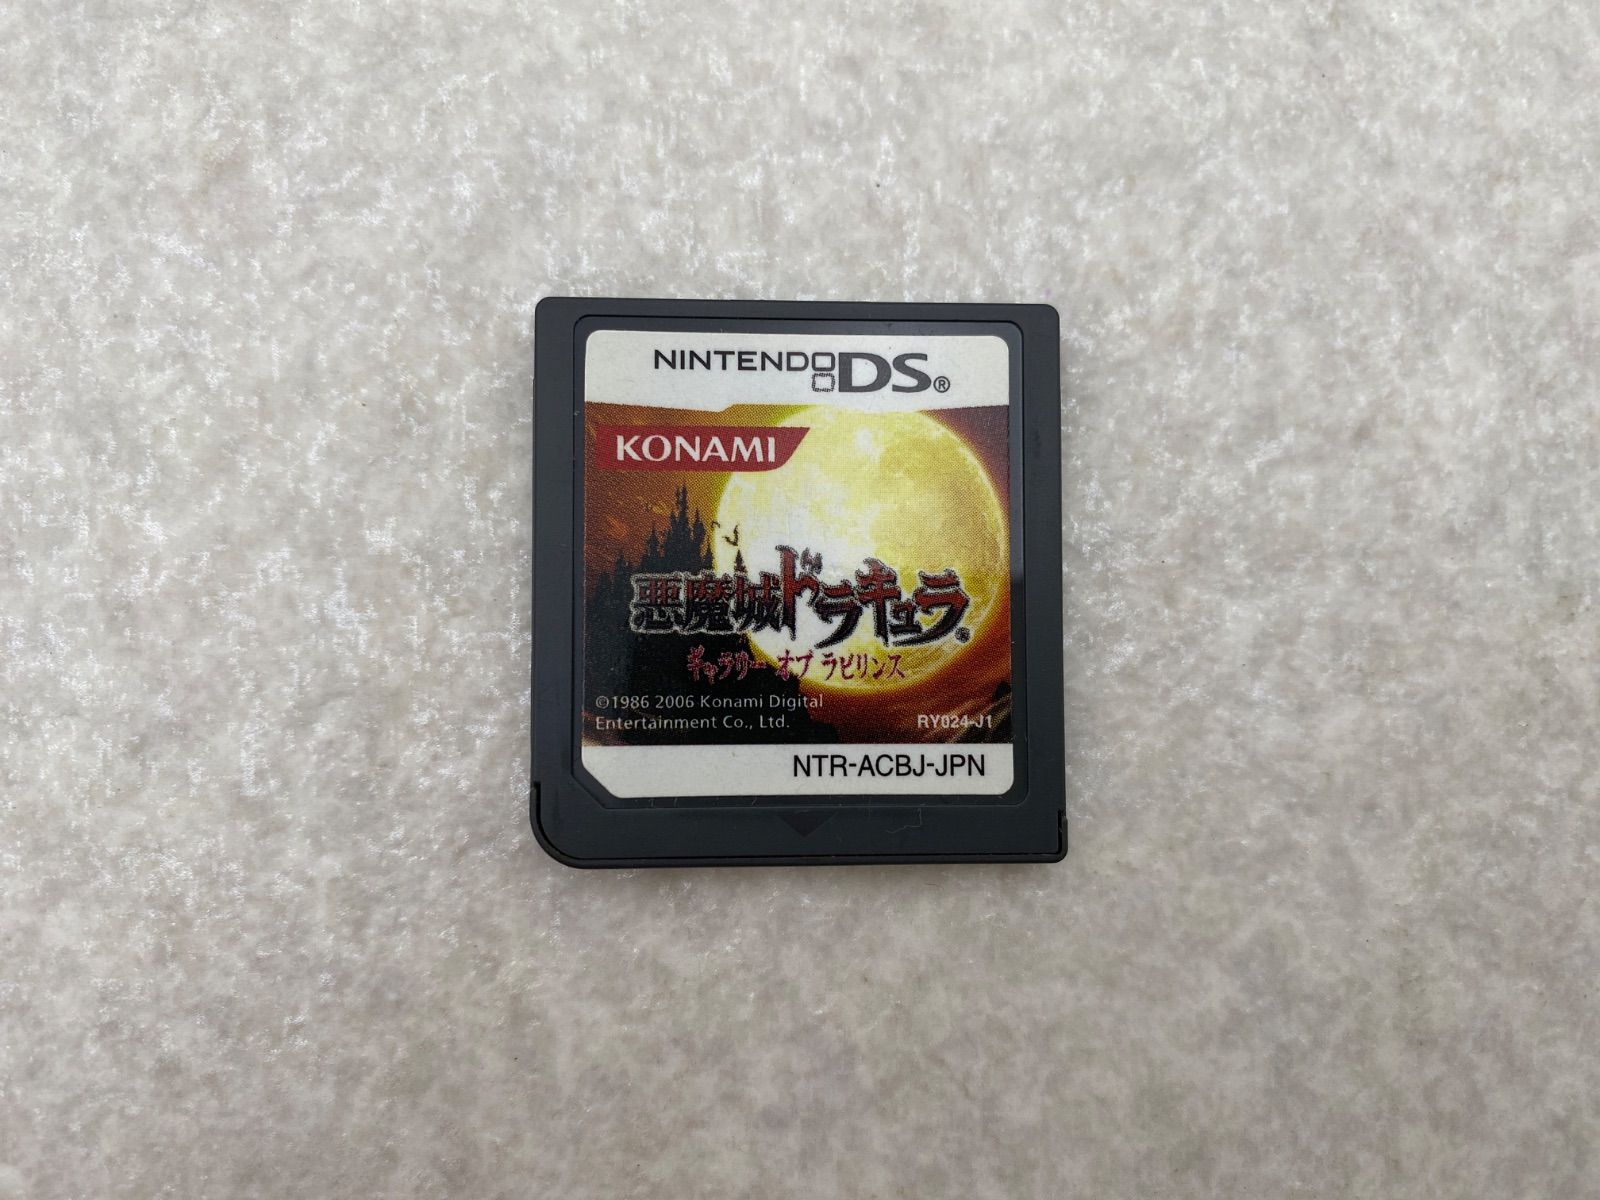 NINTENDO DS®
KONAMI
悪魔城ドラキュラ®
ギャラリー オブ ラビリンス
©1986 2006 Konami Digital
Entertainment Co., Ltd.
RY024-J1
NTR-ACBJ-JPN